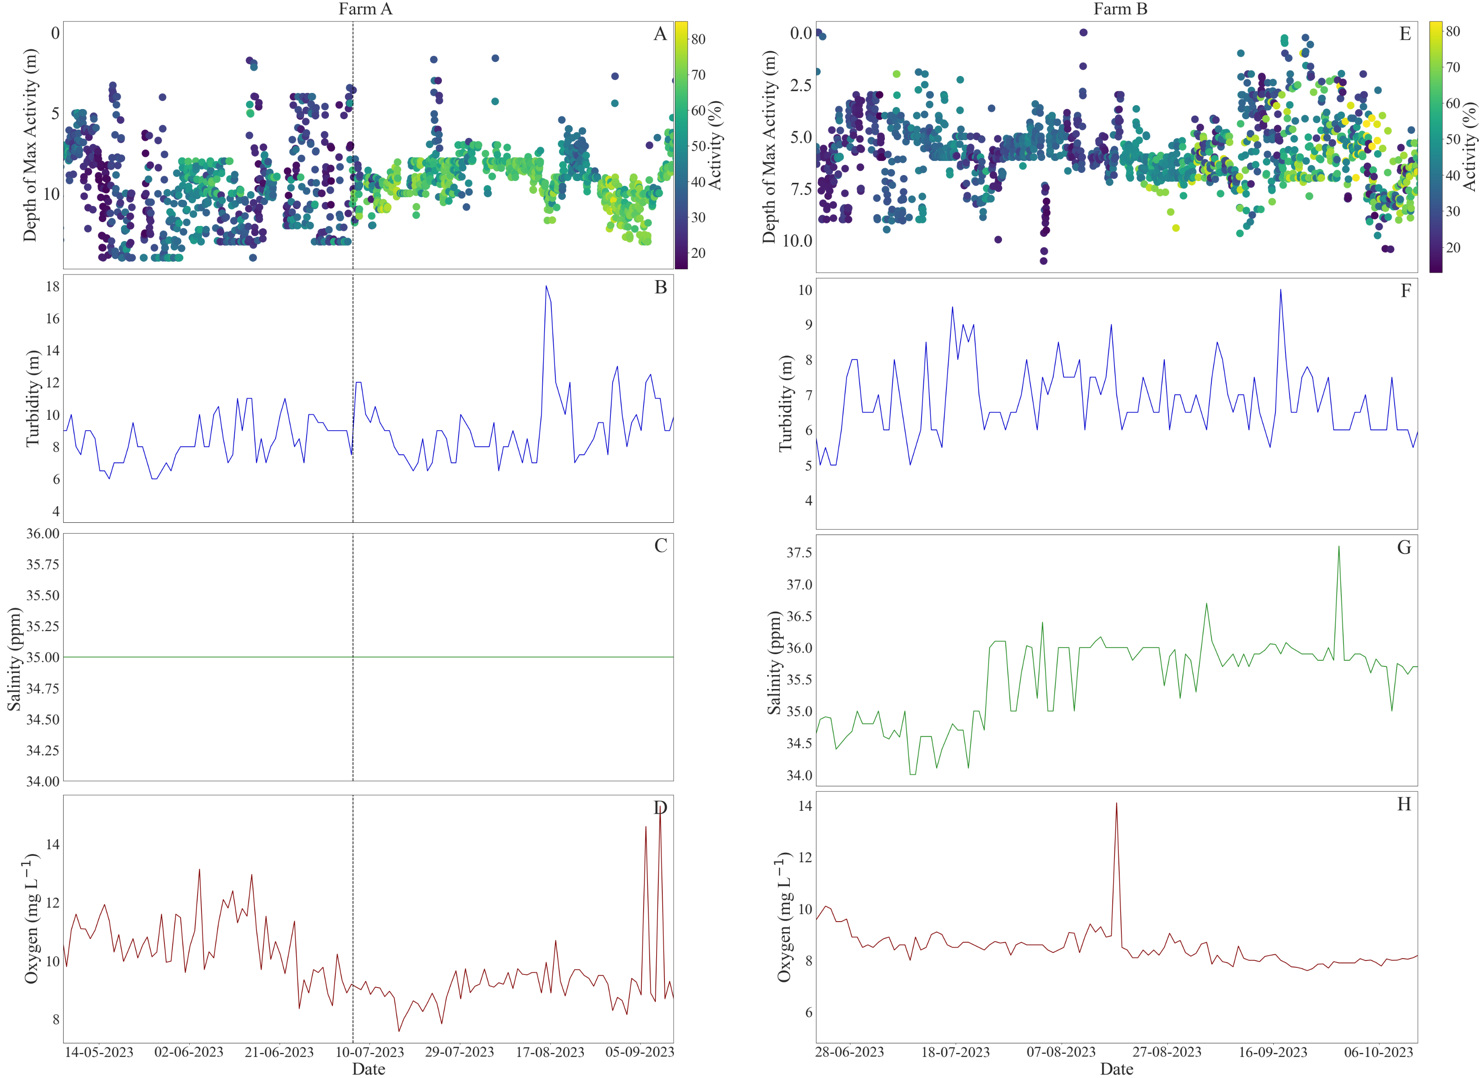 Farm A
A
Depth of Max Activity (m)
0
5
10
Activity (%)
80
70
60
50
40
30
20
B
Turbidity (m)
18
16
14
12
10
8
6
4
C
Salinity (ppm)
36.00
35.75
35.50
35.25
35.00
34.75
34.50
34.25
34.00
D
Oxygen (mg L⁻¹)
14
12
10
8
14-05-2023 02-06-2023 21-06-2023 10-07-2023 29-07-2023 17-08-2023 05-09-2023
Date
Farm B
E
Depth of Max Activity (m)
0.0
2.5
5.0
7.5
10.0
Activity (%)
80
70
60
50
40
30
20
F
Turbidity (m)
10
9
8
7
6
5
4
G
Salinity (ppm)
37.5
37.0
36.5
36.0
35.5
35.0
34.5
34.0
H
Oxygen (mg L⁻¹)
14
12
10
8
6
28-06-2023 18-07-2023 07-08-2023 27-08-2023 16-09-2023 06-10-2023
Date